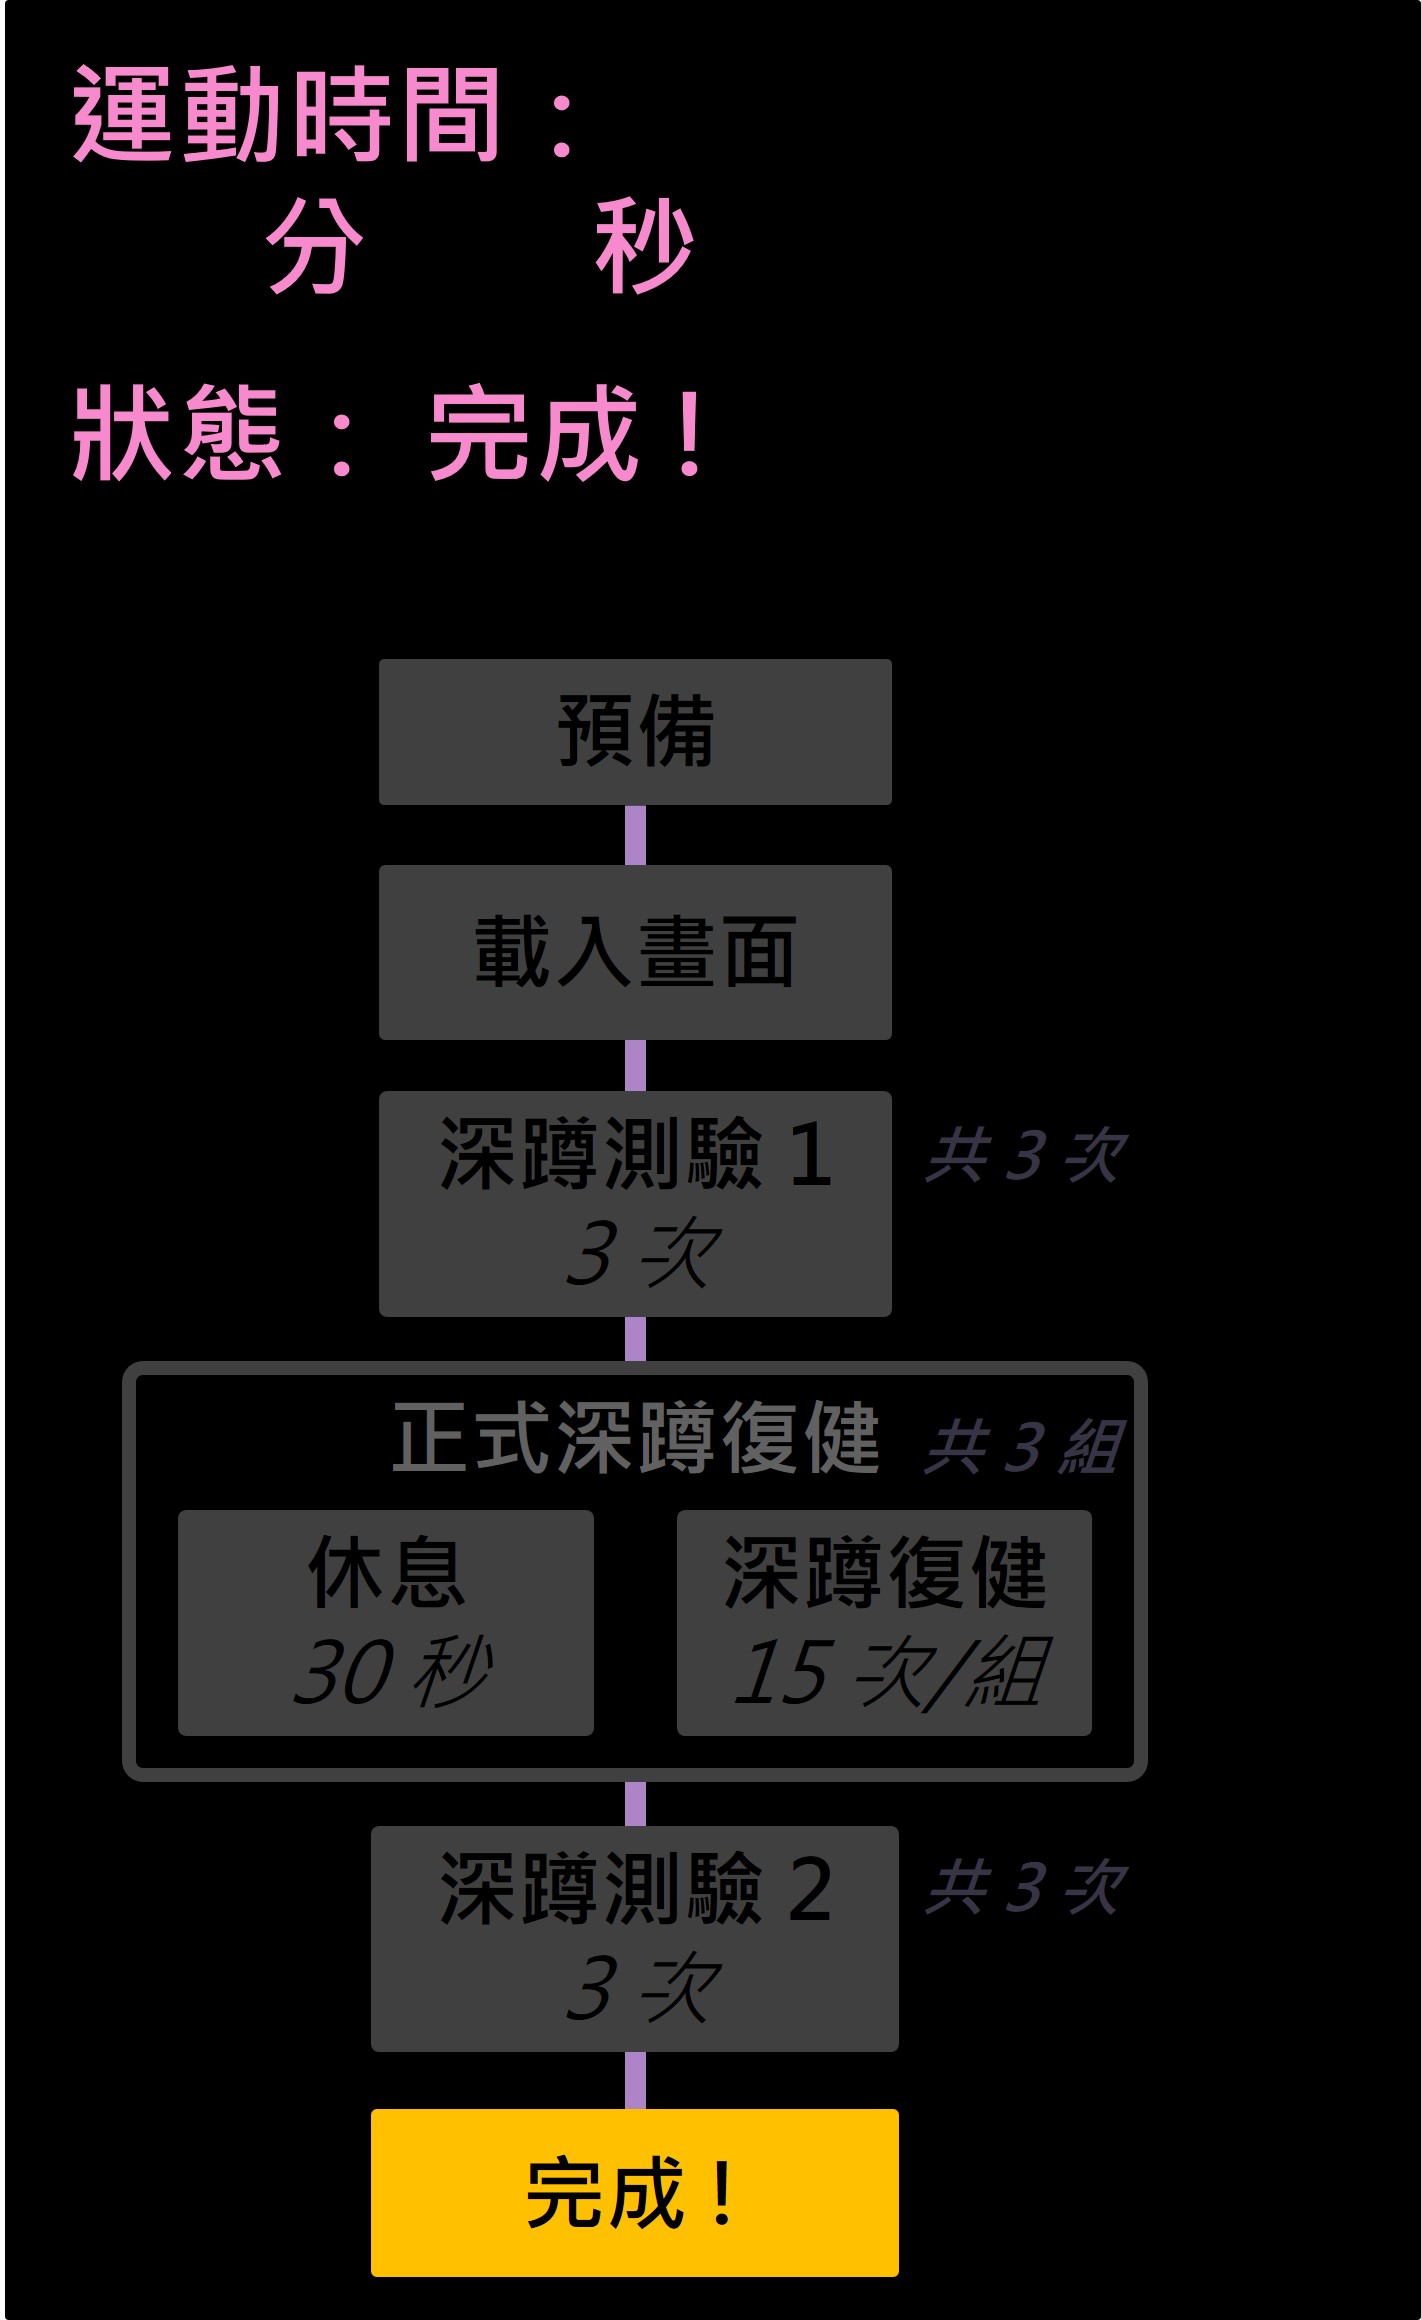 運動時間：
分 秒
狀態：完成！
預備
載入畫面
深蹲測驗 1
3 次
共 3 次
正式深蹲復健
共 3 組
休息
30 秒
深蹲復健
15 次/組
深蹲測驗 2
3 次
共 3 次
完成！